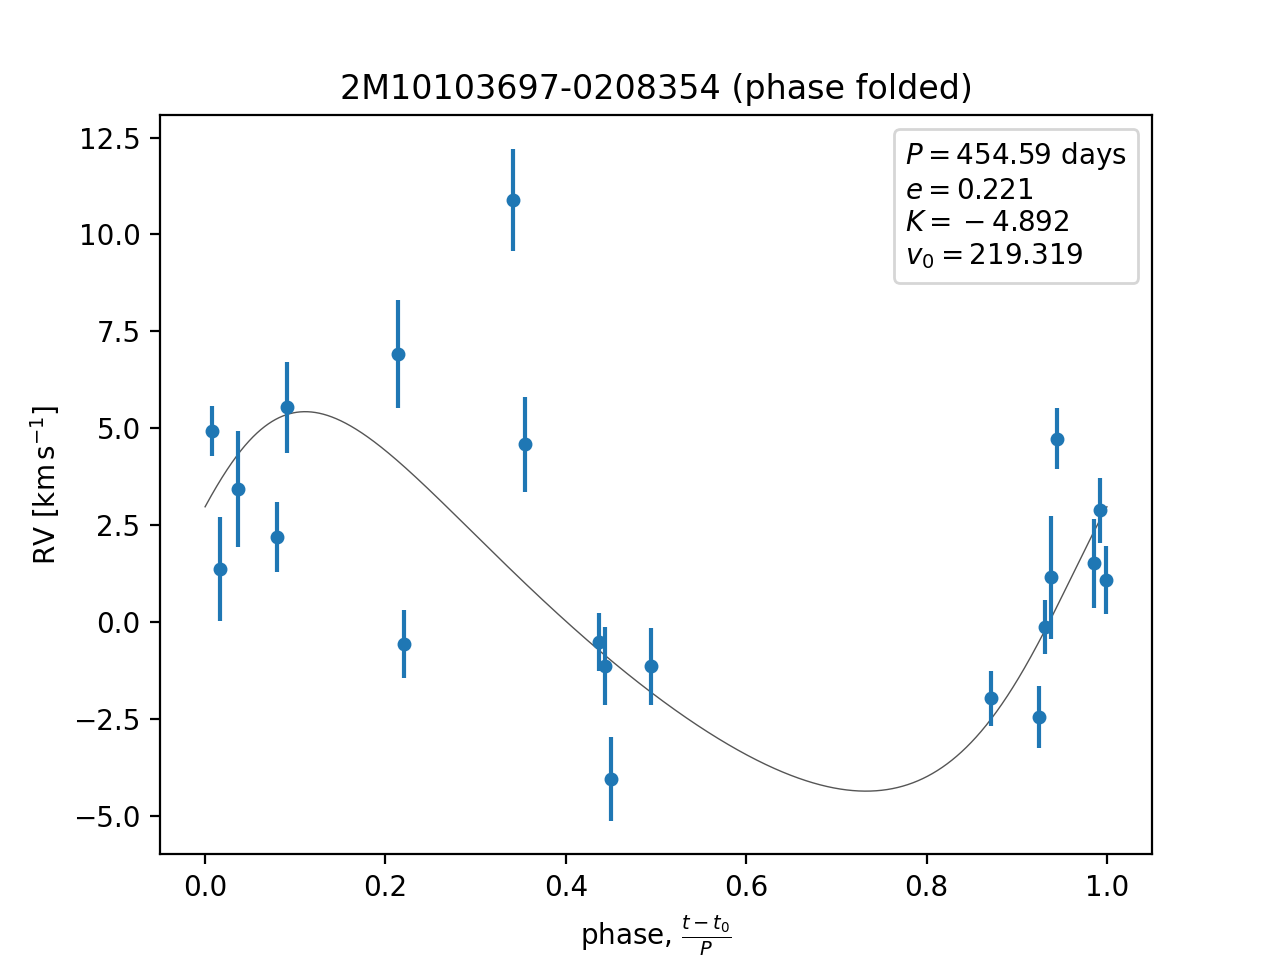 2M10103697-0208354 (phase folded)
P = 454.59 days
e = 0.221
K = − 4.892
v₀ = 219.319
12.5
10.0
7.5
5.0
2.5
0.0
−2.5
−5.0
RV [km s⁻¹]
0.0 0.2 0.4 0.6 0.8 1.0
phase, (t − t₀)/P